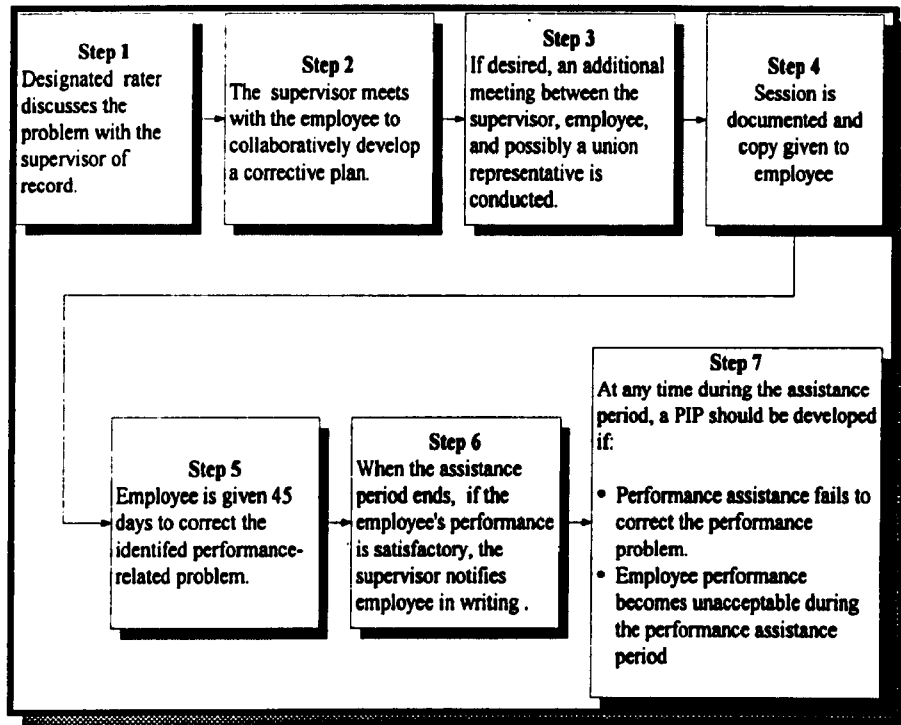 Step 1
Designated rater
discusses the
problem with the
supervisor of
record.
Step 2
The supervisor meets
with the employee to
collaboratively develop
a corrective plan.
Step 3
If desired, an additional
meeting between the
supervisor, employee,
and possibly a union
representative is
conducted.
Step 4
Session is
documented and
copy given to
employee
Step 5
Employee is given 45
days to correct the
identifed performance-
related problem.
Step 6
When the assistance
period ends, if the
employee's performance
is satisfactory, the
supervisor notifies
employee in writing .
Step 7
At any time during the assistance
period, a PIP should be developed
if:
• Performance assistance fails to
correct the performance
problem.
• Employee performance
becomes unacceptable during
the performance assistance
period